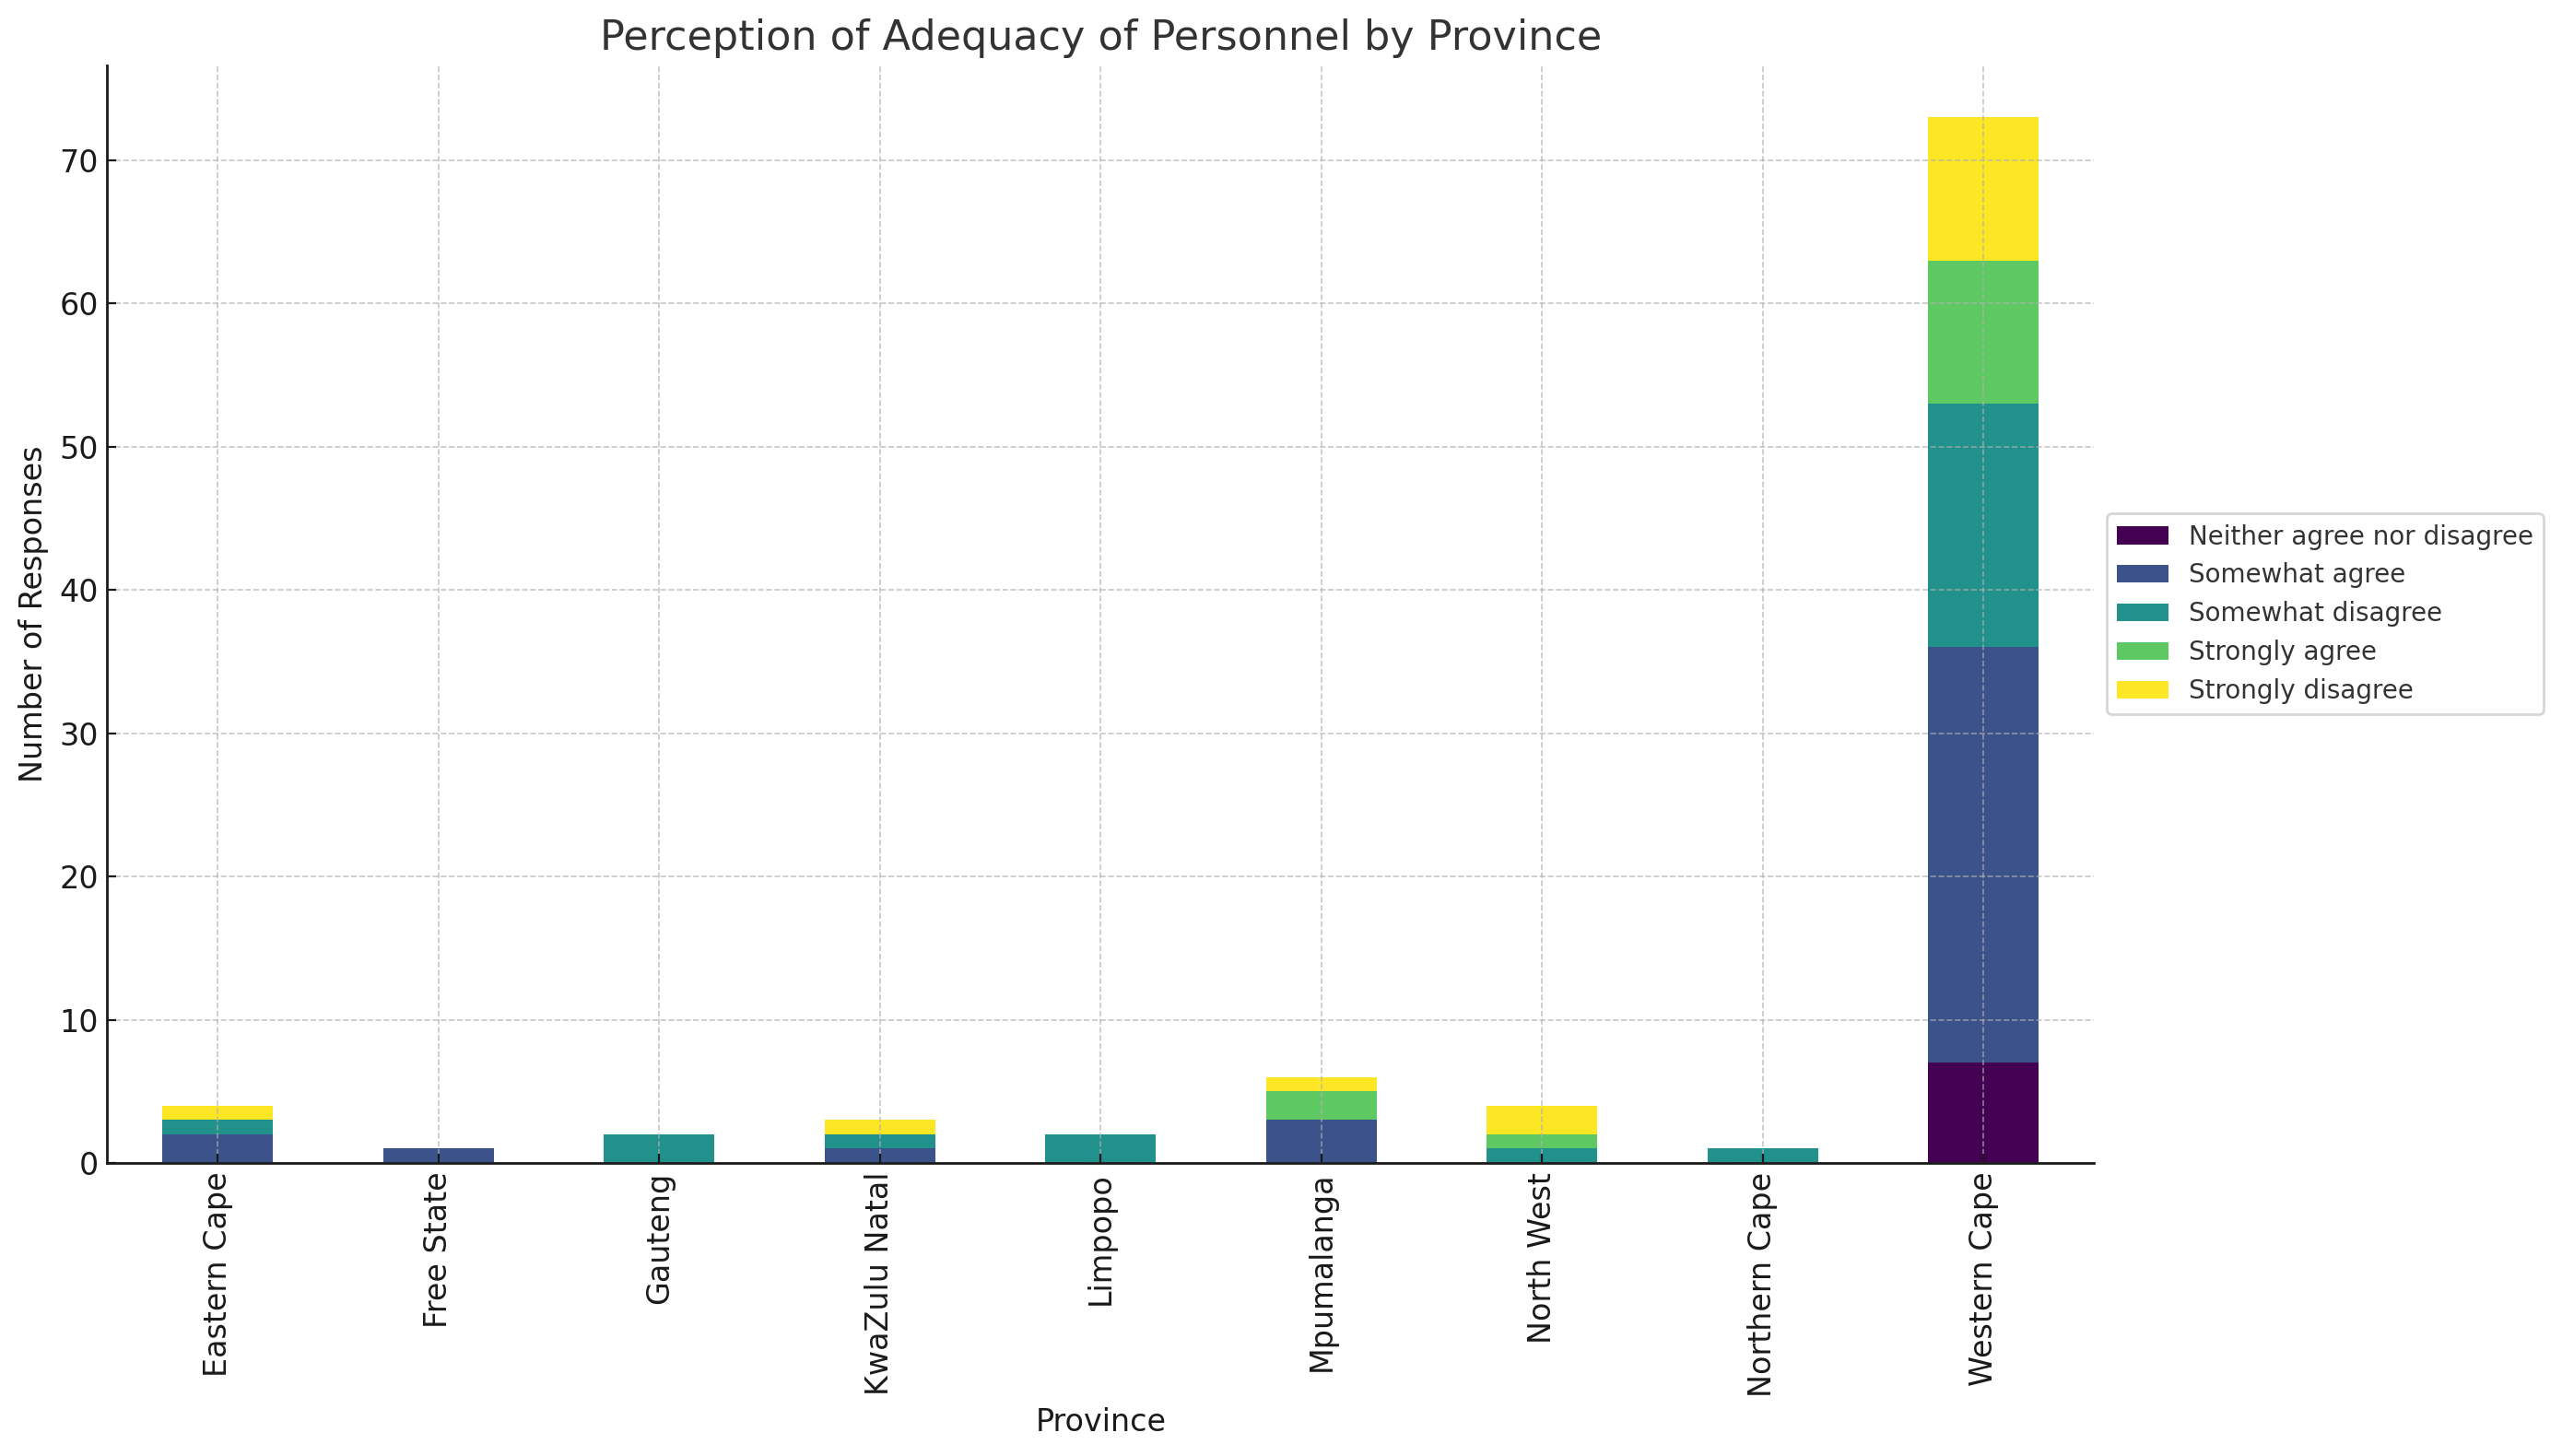 Perception of Adequacy of Personnel by Province
Number of Responses
70
60
50
40
30
20
10
0
Eastern Cape
Free State
Gauteng
KwaZulu Natal
Limpopo
Mpumalanga
North West
Northern Cape
Western Cape
Province
Neither agree nor disagree
Somewhat agree
Somewhat disagree
Strongly agree
Strongly disagree